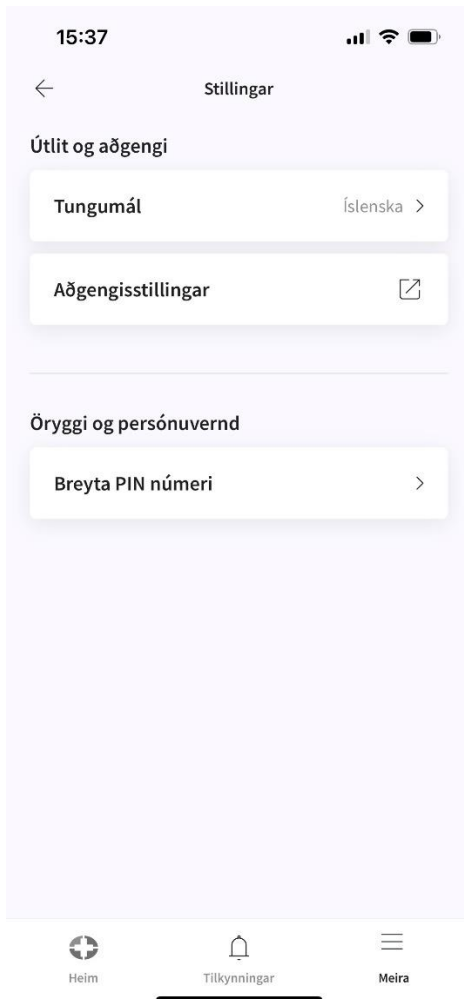 15:37
Stillingar
Útlit og aðgengi
Tungumál Íslenska
Aðgengisstillingar
Öryggi og persónuvernd
Breyta PIN númeri
Heim Tilkynningar Meira